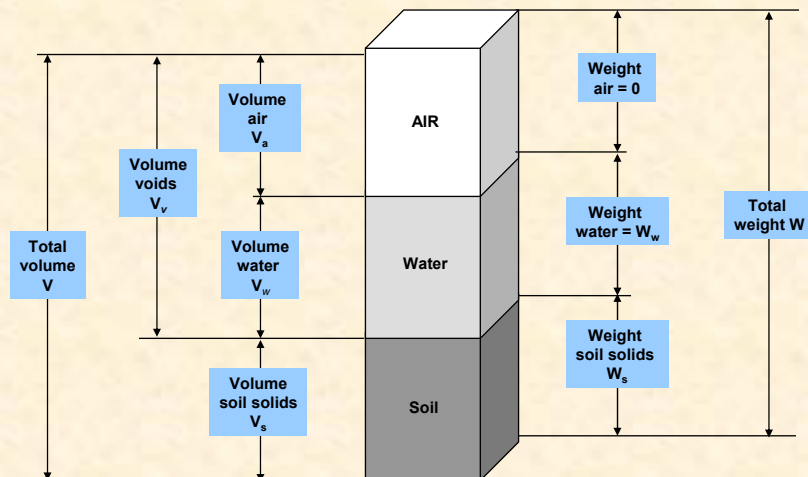 Total
volume
V
Volume
voids
Vv
Volume
air
Va
Volume
water
Vw
Volume
soil solids
Vs
AIR
Water
Soil
Weight
air = 0
Weight
water = Ww
Weight
soil solids
Ws
Total
weight W